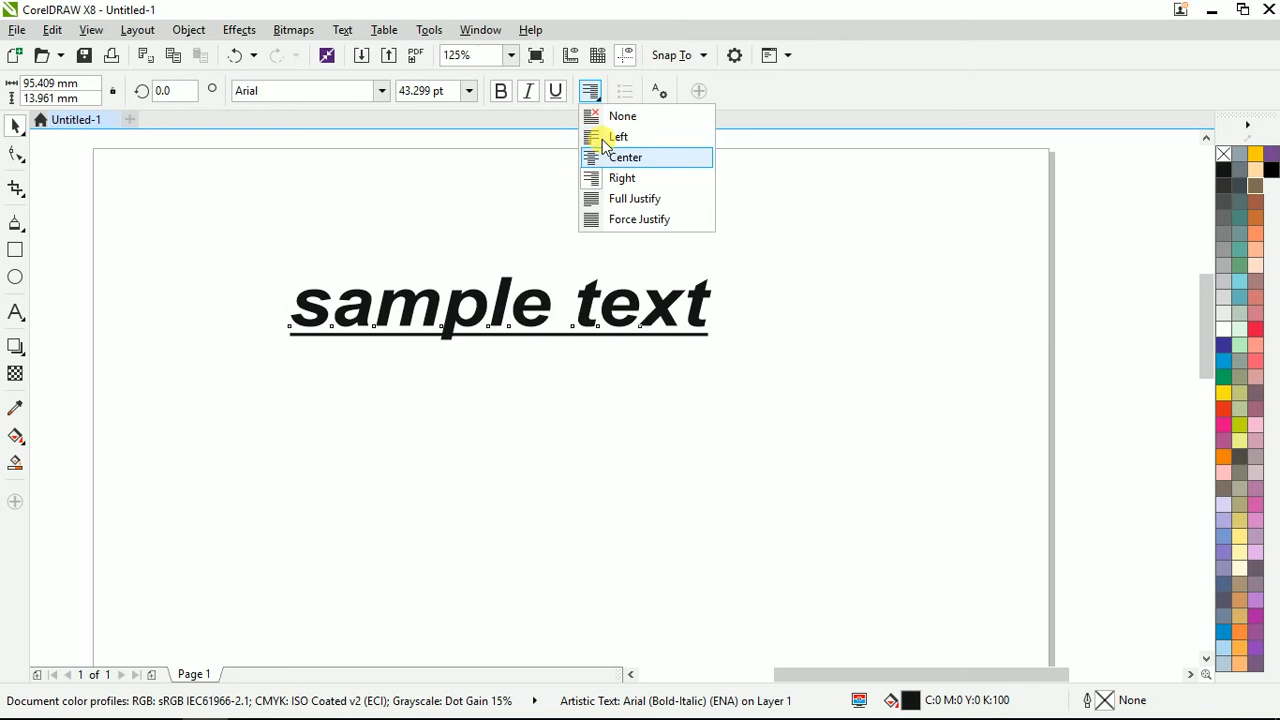 CorelDRAW X8 - Untitled-1
File Edit View Layout Object Effects Bitmaps Text Table Tools Window Help
PDF 125% Snap To
95.409 mm
13.961 mm
0.0 Arial 43.299 pt B I U
Untitled-1
None
Left
Center
Right
Full Justify
Force Justify
sample text
1 of 1 Page 1
Document color profiles: RGB: sRGB IEC61966-2.1; CMYK: ISO Coated v2 (ECI); Grayscale: Dot Gain 15% Artistic Text: Arial (Bold-Italic) (ENA) on Layer 1 C:0 M:0 Y:0 K:100 None